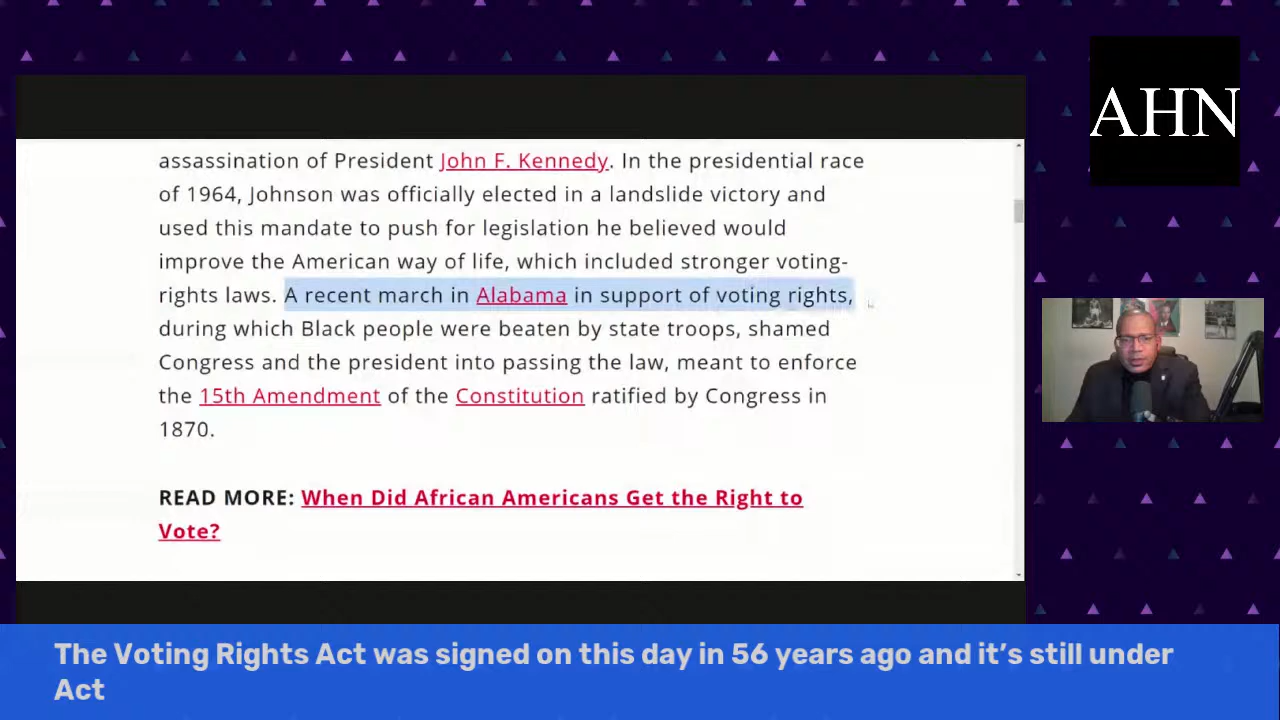 AHN
assassination of President John F. Kennedy. In the presidential race
of 1964, Johnson was officially elected in a landslide victory and
used this mandate to push for legislation he believed would
improve the American way of life, which included stronger voting-
rights laws. A recent march in Alabama in support of voting rights,
during which Black people were beaten by state troops, shamed
Congress and the president into passing the law, meant to enforce
the 15th Amendment of the Constitution ratified by Congress in
1870.
READ MORE: When Did African Americans Get the Right to
Vote?
The Voting Rights Act was signed on this day in 56 years ago and it’s still under
Act